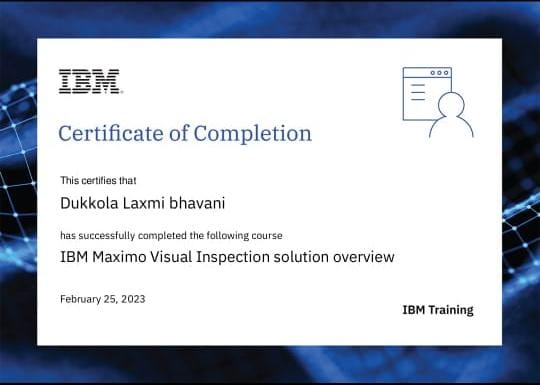 IBM
Certificate of Completion
This certifies that
Dukkola Laxmi bhavani
has successfully completed the following course
IBM Maximo Visual Inspection solution overview
February 25, 2023
IBM Training